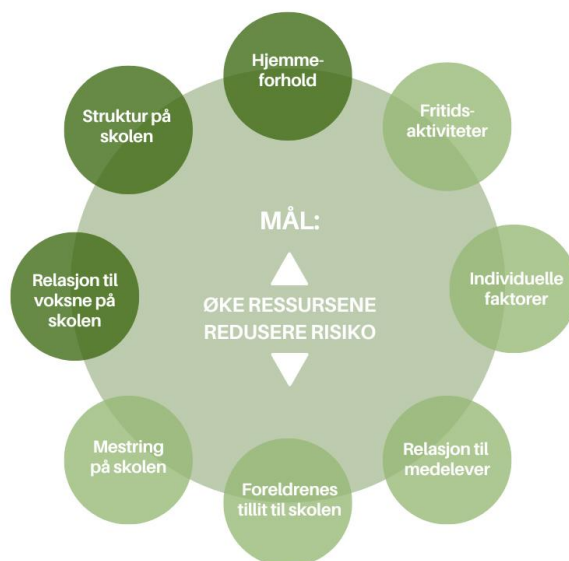 Hjemme-
forhold
Fritids-
aktiviteter
Individuelle
faktorer
Relasjon til
medelever
Foreldrenes
tillit til skolen
Mestring
på skolen
Relasjon til
voksne på
skolen
Struktur på
skolen
MÅL:
ØKE RESSURSENE
REDUSERE RISIKO